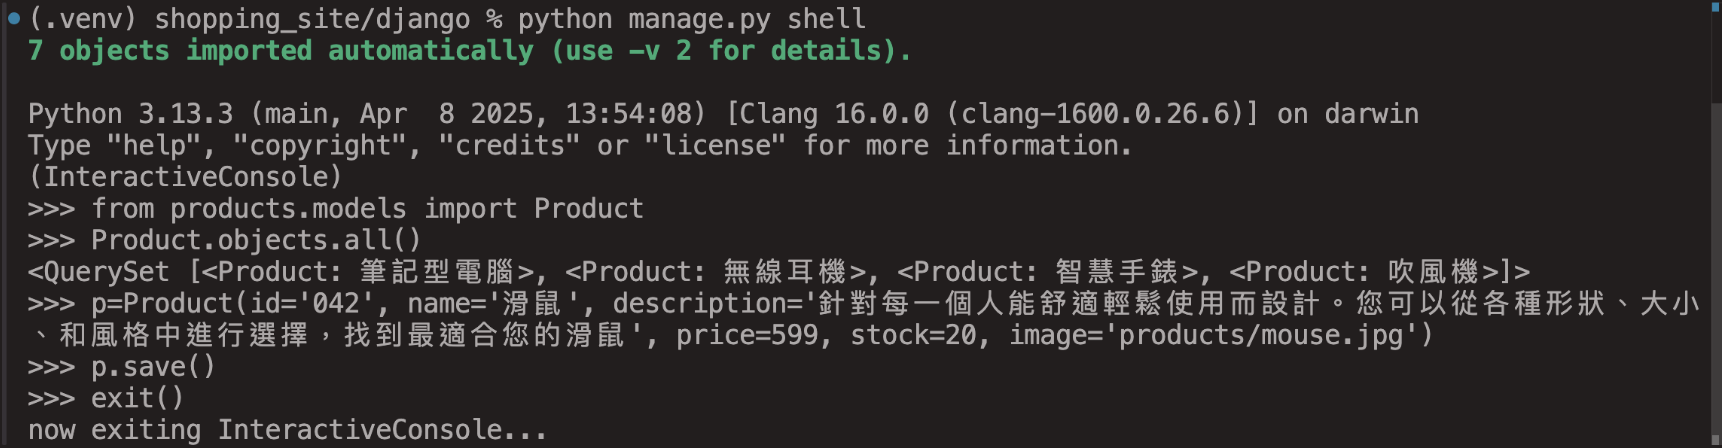 (.venv) shopping_site/django % python manage.py shell
7 objects imported automatically (use -v 2 for details).
Python 3.13.3 (main, Apr  8 2025, 13:54:08) [Clang 16.0.0 (clang-1600.0.26.6)] on darwin
Type "help", "copyright", "credits" or "license" for more information.
(InteractiveConsole)
>>> from products.models import Product
>>> Product.objects.all()
<QuerySet [<Product: 筆記型電腦>, <Product: 無線耳機>, <Product: 智慧手錶>, <Product: 吹風機>]>
>>> p=Product(id='042', name='滑鼠', description='針對每一個人能舒適輕鬆使用而設計。您可以從各種形狀、大小
、和風格中進行選擇，找到最適合您的滑鼠', price=599, stock=20, image='products/mouse.jpg')
>>> p.save()
>>> exit()
now exiting InteractiveConsole...